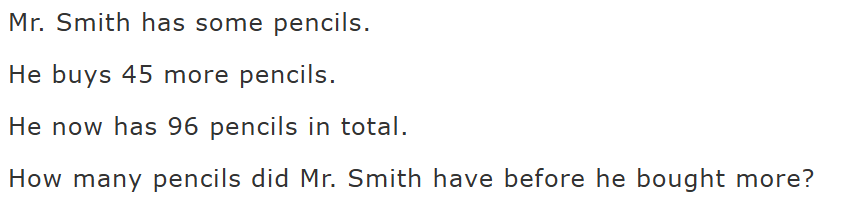 Mr. Smith has some pencils.
He buys 45 more pencils.
He now has 96 pencils in total.
How many pencils did Mr. Smith have before he bought more?